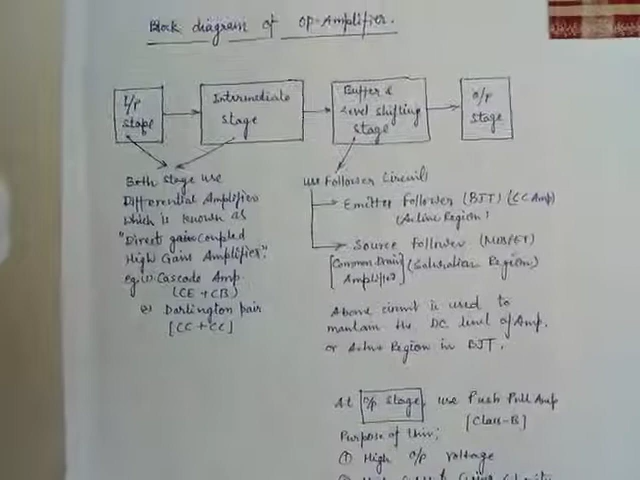 Block diagram of OP-Amplifier.
I/p
stage
Intermediate
stage
Buffer &
Level shifting
stage
o/p
stage
Both stage use
Differential Amplifier
which is known as
"Direct gain coupled
High Gain Amplifier".
eg:(1) Cascode Amp
(CE + CB)
2) Darlington pair
[CC + CC]
use Follower Circuit
Emitter Follower (BJT) (CC Amp)
(Active Region)
Source Follower (MOSFET)
[Common Drain Amplifier] (Saturation Region)
Above circuit is used to
maintain the DC level of Amp.
or Active Region in BJT.
At o/p stage, use Push Pull Amp
[Class-B]
Purpose of this;
① High o/p voltage